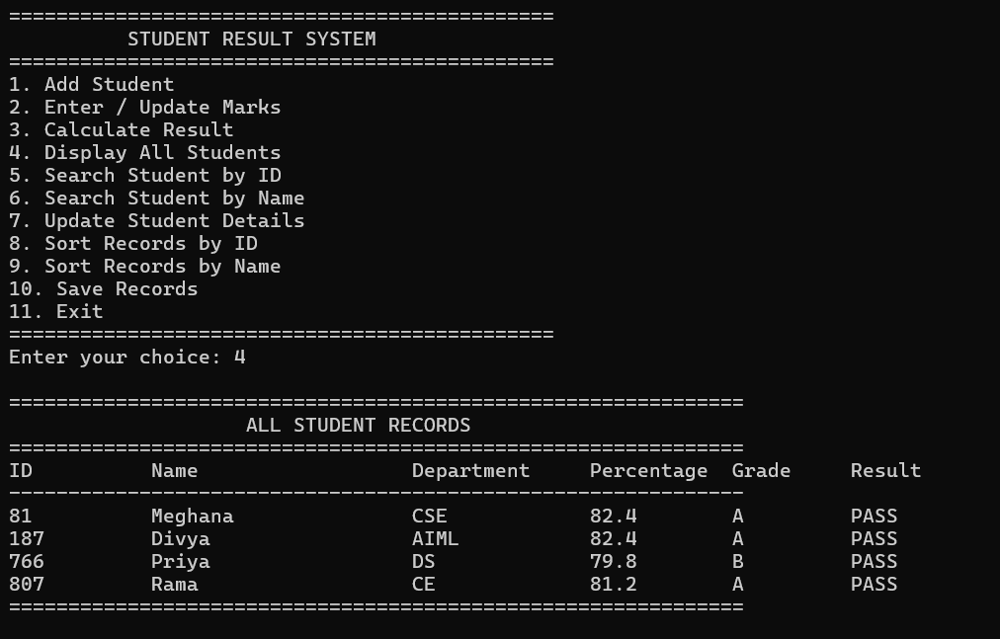 ==============================================
          STUDENT RESULT SYSTEM
==============================================
1. Add Student
2. Enter / Update Marks
3. Calculate Result
4. Display All Students
5. Search Student by ID
6. Search Student by Name
7. Update Student Details
8. Sort Records by ID
9. Sort Records by Name
10. Save Records
11. Exit
==============================================
Enter your choice: 4

==============================================================
                    ALL STUDENT RECORDS
==============================================================
ID          Name                  Department     Percentage  Grade     Result
--------------------------------------------------------------
81          Meghana               CSE            82.4        A         PASS
187         Divya                 AIML           82.4        A         PASS
766         Priya                 DS             79.8        B         PASS
807         Rama                  CE             81.2        A         PASS
==============================================================